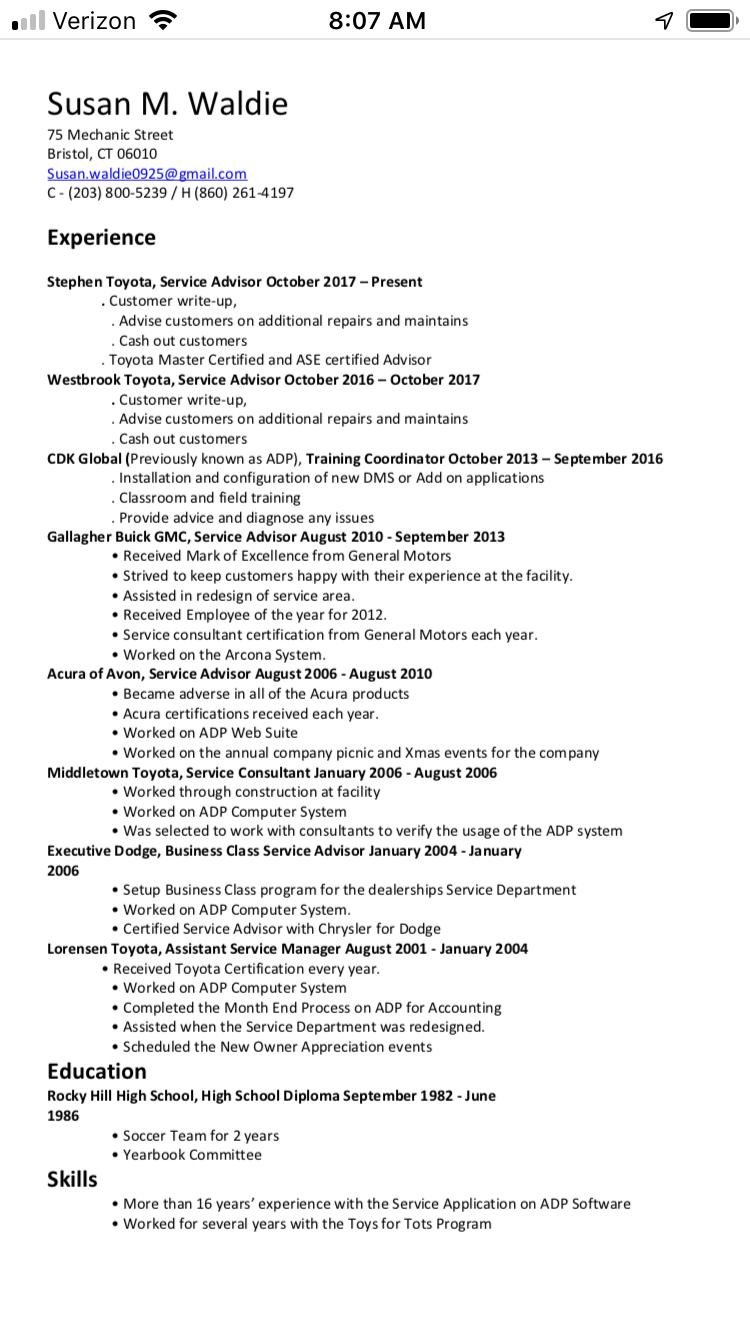 Verizon 8:07 AM
Susan M. Waldie
75 Mechanic Street
Bristol, CT 06010
Susan.waldie0925@gmail.com
C - (203) 800-5239 / H (860) 261-4197
Experience
Stephen Toyota, Service Advisor October 2017 – Present
. Customer write-up,
. Advise customers on additional repairs and maintains
. Cash out customers
. Toyota Master Certified and ASE certified Advisor
Westbrook Toyota, Service Advisor October 2016 – October 2017
. Customer write-up,
. Advise customers on additional repairs and maintains
. Cash out customers
CDK Global (Previously known as ADP), Training Coordinator October 2013 – September 2016
. Installation and configuration of new DMS or Add on applications
. Classroom and field training
. Provide advice and diagnose any issues
Gallagher Buick GMC, Service Advisor August 2010 - September 2013
• Received Mark of Excellence from General Motors
• Strived to keep customers happy with their experience at the facility.
• Assisted in redesign of service area.
• Received Employee of the year for 2012.
• Service consultant certification from General Motors each year.
• Worked on the Arcona System.
Acura of Avon, Service Advisor August 2006 - August 2010
• Became adverse in all of the Acura products
• Acura certifications received each year.
• Worked on ADP Web Suite
• Worked on the annual company picnic and Xmas events for the company
Middletown Toyota, Service Consultant January 2006 - August 2006
• Worked through construction at facility
• Worked on ADP Computer System
• Was selected to work with consultants to verify the usage of the ADP system
Executive Dodge, Business Class Service Advisor January 2004 - January
2006
• Setup Business Class program for the dealerships Service Department
• Worked on ADP Computer System.
• Certified Service Advisor with Chrysler for Dodge
Lorensen Toyota, Assistant Service Manager August 2001 - January 2004
• Received Toyota Certification every year.
• Worked on ADP Computer System
• Completed the Month End Process on ADP for Accounting
• Assisted when the Service Department was redesigned.
• Scheduled the New Owner Appreciation events
Education
Rocky Hill High School, High School Diploma September 1982 - June
1986
• Soccer Team for 2 years
• Yearbook Committee
Skills
• More than 16 years’ experience with the Service Application on ADP Software
• Worked for several years with the Toys for Tots Program